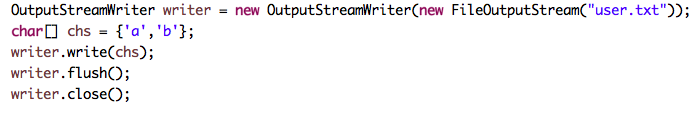 OutputStreamWriter writer = new OutputStreamWriter(new FileOutputStream("user.txt"));
char[] chs = {'a','b'};
writer.write(chs);
writer.flush();
writer.close();